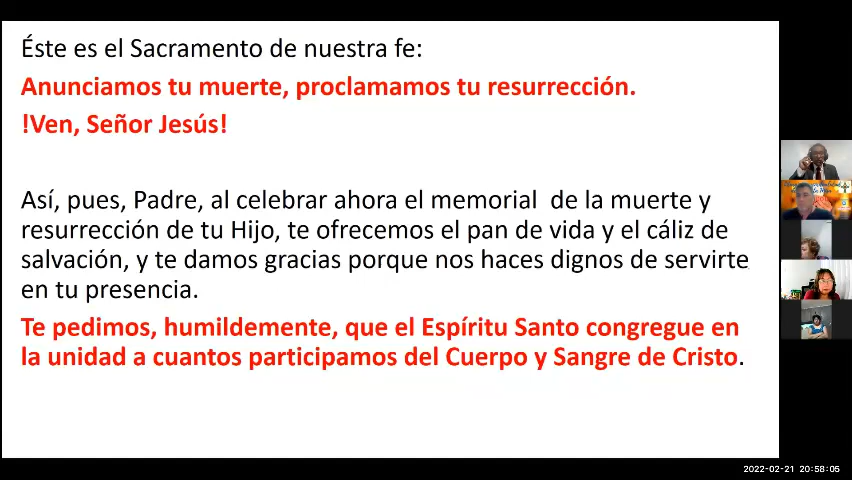 Éste es el Sacramento de nuestra fe:
Anunciamos tu muerte, proclamamos tu resurrección.
!Ven, Señor Jesús!
Así, pues, Padre, al celebrar ahora el memorial  de la muerte y
resurrección de tu Hijo, te ofrecemos el pan de vida y el cáliz de
salvación, y te damos gracias porque nos haces dignos de servirte
en tu presencia.
Te pedimos, humildemente, que el Espíritu Santo congregue en
la unidad a cuantos participamos del Cuerpo y Sangre de Cristo.
2022-02-21 20:58:05